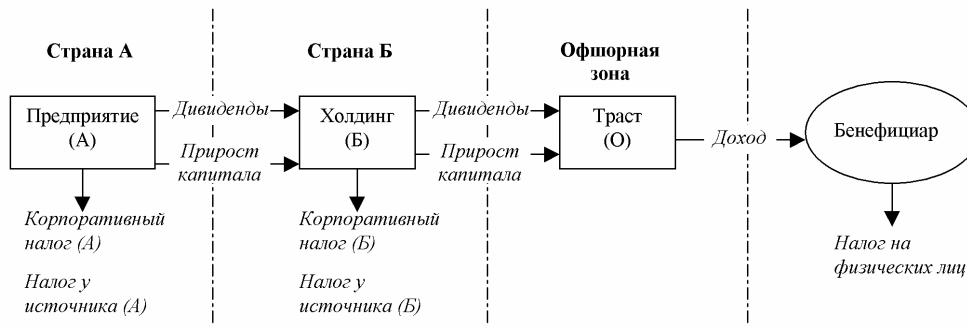 Страна А
Страна Б
Офшорная
зона
Предприятие
(А)
Дивиденды
Прирост
капитала
Холдинг
(Б)
Дивиденды
Прирост
капитала
Траст
(О)
Доход
Бенефициар
Корпоративный
налог (А)
Налог у
источника (А)
Корпоративный
налог (Б)
Налог у
источника (Б)
Налог на
физических лиц